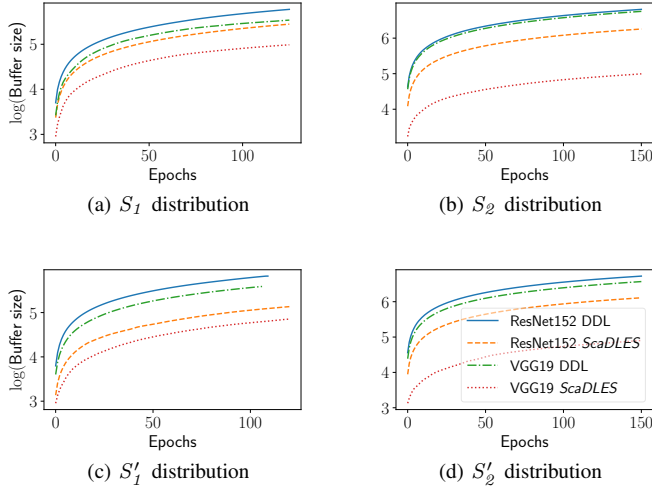 log(Buffer size)
5
4
3
0 50 100
Epochs
(a) S1 distribution
6
5
4
0 50 100 150
Epochs
(b) S2 distribution
log(Buffer size)
5
4
3
0 50 100
Epochs
(c) S′1 distribution
6
5
4
3
ResNet152 DDL
ResNet152 ScaDLES
VGG19 DDL
VGG19 ScaDLES
0 50 100 150
Epochs
(d) S′2 distribution